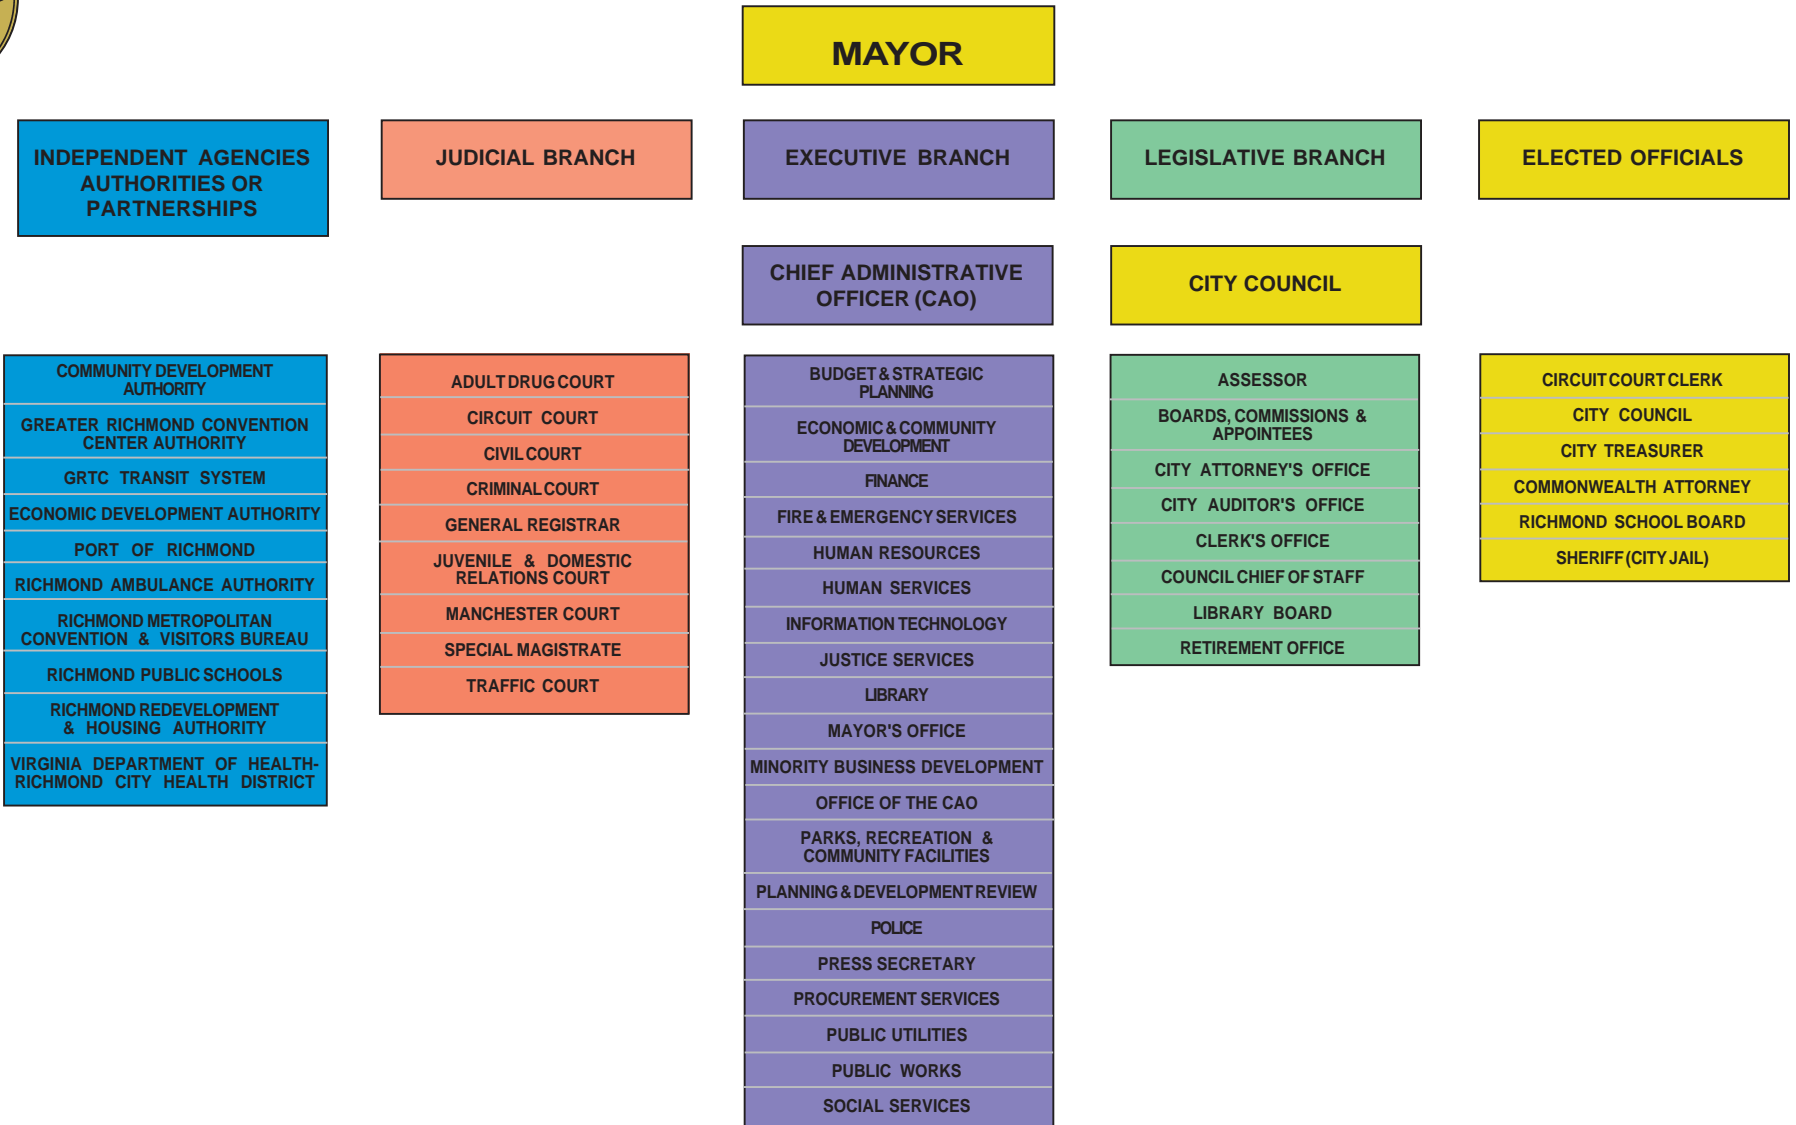 MAYOR
INDEPENDENT AGENCIES
AUTHORITIES OR
PARTNERSHIPS
JUDICIAL BRANCH
EXECUTIVE BRANCH
LEGISLATIVE BRANCH
ELECTED OFFICIALS
CHIEF ADMINISTRATIVE
OFFICER (CAO)
CITY COUNCIL
COMMUNITY DEVELOPMENT
AUTHORITY
GREATER RICHMOND CONVENTION
CENTER AUTHORITY
GRTC TRANSIT SYSTEM
ECONOMIC DEVELOPMENT AUTHORITY
PORT OF RICHMOND
RICHMOND AMBULANCE AUTHORITY
RICHMOND METROPOLITAN
CONVENTION & VISITORS BUREAU
RICHMOND PUBLIC SCHOOLS
RICHMOND REDEVELOPMENT
& HOUSING AUTHORITY
VIRGINIA DEPARTMENT OF HEALTH-
RICHMOND CITY HEALTH DISTRICT
ADULT DRUG COURT
CIRCUIT COURT
CIVIL COURT
CRIMINAL COURT
GENERAL REGISTRAR
JUVENILE & DOMESTIC
RELATIONS COURT
MANCHESTER COURT
SPECIAL MAGISTRATE
TRAFFIC COURT
BUDGET & STRATEGIC
PLANNING
ECONOMIC & COMMUNITY
DEVELOPMENT
FINANCE
FIRE & EMERGENCY SERVICES
HUMAN RESOURCES
HUMAN SERVICES
INFORMATION TECHNOLOGY
JUSTICE SERVICES
LIBRARY
MAYOR'S OFFICE
MINORITY BUSINESS DEVELOPMENT
OFFICE OF THE CAO
PARKS, RECREATION &
COMMUNITY FACILITIES
PLANNING & DEVELOPMENT REVIEW
POLICE
PRESS SECRETARY
PROCUREMENT SERVICES
PUBLIC UTILITIES
PUBLIC WORKS
SOCIAL SERVICES
ASSESSOR
BOARDS, COMMISSIONS &
APPOINTEES
CITY ATTORNEY'S OFFICE
CITY AUDITOR'S OFFICE
CLERK'S OFFICE
COUNCIL CHIEF OF STAFF
LIBRARY BOARD
RETIREMENT OFFICE
CIRCUIT COURT CLERK
CITY COUNCIL
CITY TREASURER
COMMONWEALTH ATTORNEY
RICHMOND SCHOOL BOARD
SHERIFF (CITY JAIL)